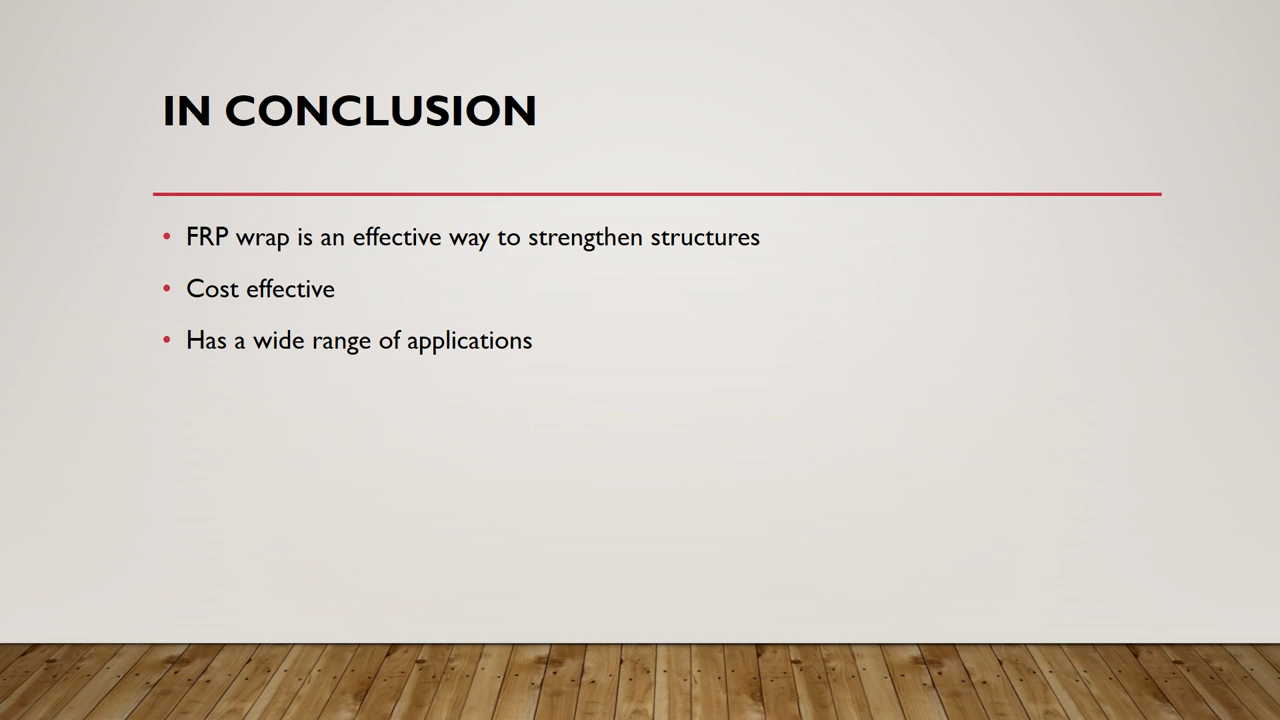 IN CONCLUSION
• FRP wrap is an effective way to strengthen structures
• Cost effective
• Has a wide range of applications